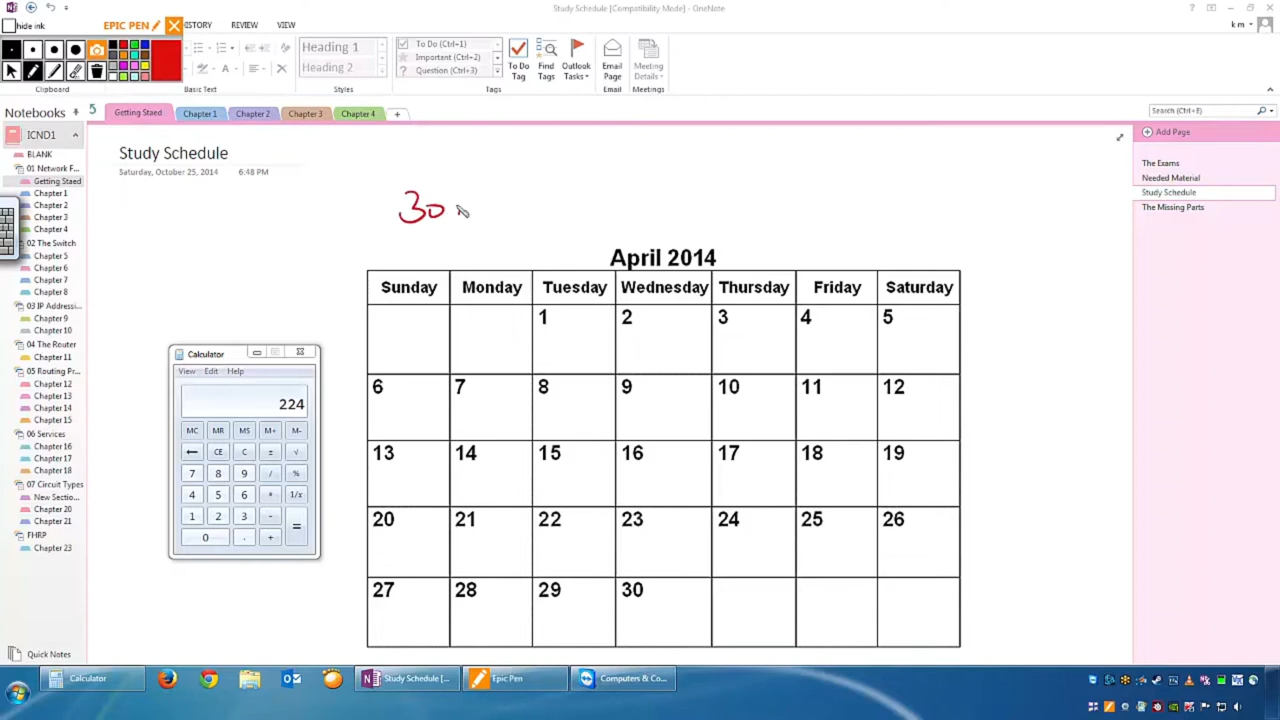 Study Schedule [Compatibility Mode] - OneNote
hide ink
EPIC PEN
HISTORY
REVIEW
VIEW
k m
Heading 1
Heading 2
To Do (Ctrl+1)
Important (Ctrl+2)
Question (Ctrl+3)
To Do Tag
Find Tags
Outlook Tasks
Email Page
Meeting Details
Clipboard
Basic Text
Styles
Tags
Email
Meetings
Notebooks
Getting Staed
Chapter 1
Chapter 2
Chapter 3
Chapter 4
+
Search (Ctrl+E)
ICND1
BLANK
01 Network F...
Getting Staed
Chapter 1
Chapter 2
Chapter 3
Chapter 4
02 The Switch
Chapter 5
Chapter 6
Chapter 7
Chapter 8
03 IP Addressi...
Chapter 9
Chapter 10
04 The Router
Chapter 11
05 Routing Pr...
Chapter 12
Chapter 13
Chapter 14
Chapter 15
06 Services
Chapter 16
Chapter 17
Chapter 18
07 Circuit Types
New Sectio...
Chapter 20
Chapter 21
FHRP
Chapter 23
Quick Notes
Study Schedule
Saturday, October 25, 2014 6:48 PM
30
April 2014
Sunday Monday Tuesday Wednesday Thursday Friday Saturday
1 2 3 4 5
6 7 8 9 10 11 12
13 14 15 16 17 18 19
20 21 22 23 24 25 26
27 28 29 30
Calculator
View Edit Help
224
MC MR MS M+ M-
← CE C ± √
7 8 9 / %
4 5 6 * 1/x
1 2 3 - =
0 . +
Add Page
The Exams
Needed Material
Study Schedule
The Missing Parts
Calculator
Study Schedule [...
Epic Pen
Computers & Co...